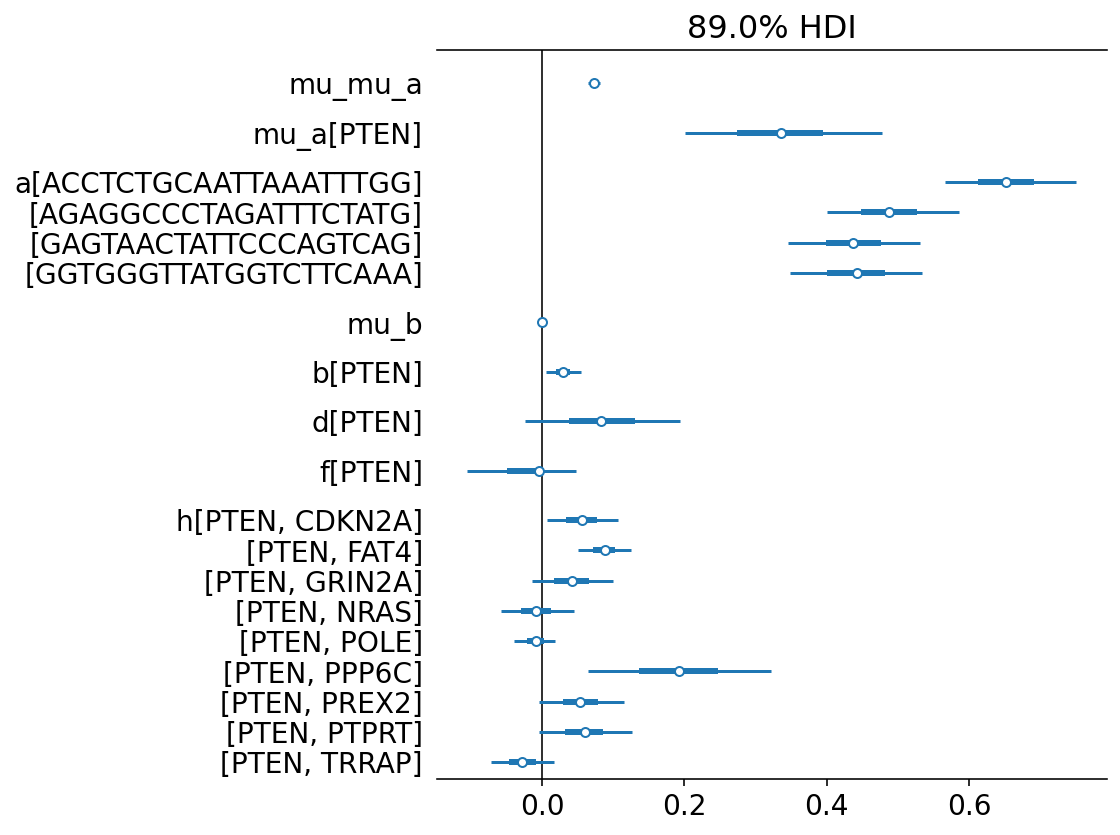 89.0% HDI
mu_mu_a
mu_a[PTEN]
a[ACCTCTGCAATTAAATTTGG]
[AGAGGCCCTAGATTTCTATG]
[GAGTAACTATTCCCAGTCAG]
[GGTGGGTTATGGTCTTCAAA]
mu_b
b[PTEN]
d[PTEN]
f[PTEN]
h[PTEN, CDKN2A]
[PTEN, FAT4]
[PTEN, GRIN2A]
[PTEN, NRAS]
[PTEN, POLE]
[PTEN, PPP6C]
[PTEN, PREX2]
[PTEN, PTPRT]
[PTEN, TRRAP]
0.0 0.2 0.4 0.6